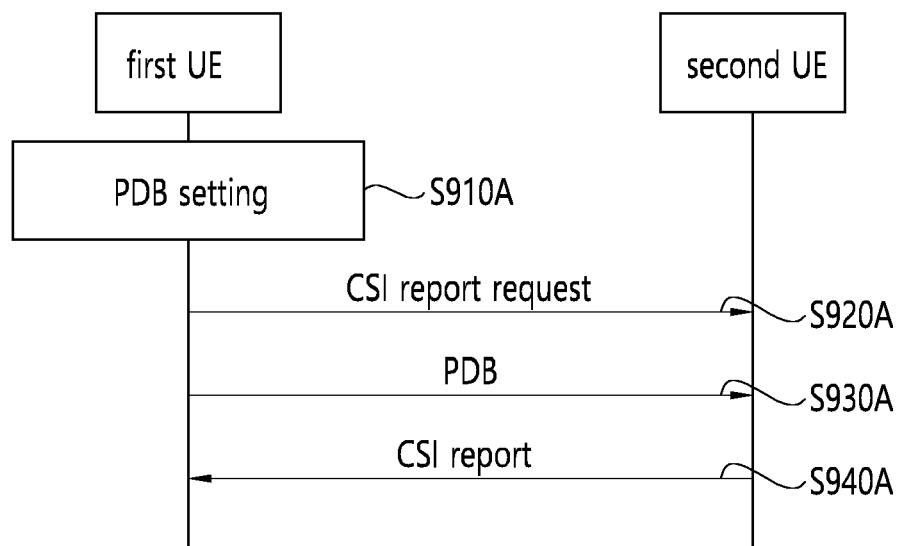 first UE
second UE
PDB setting
S910A
CSI report request
S920A
PDB
S930A
CSI report
S940A